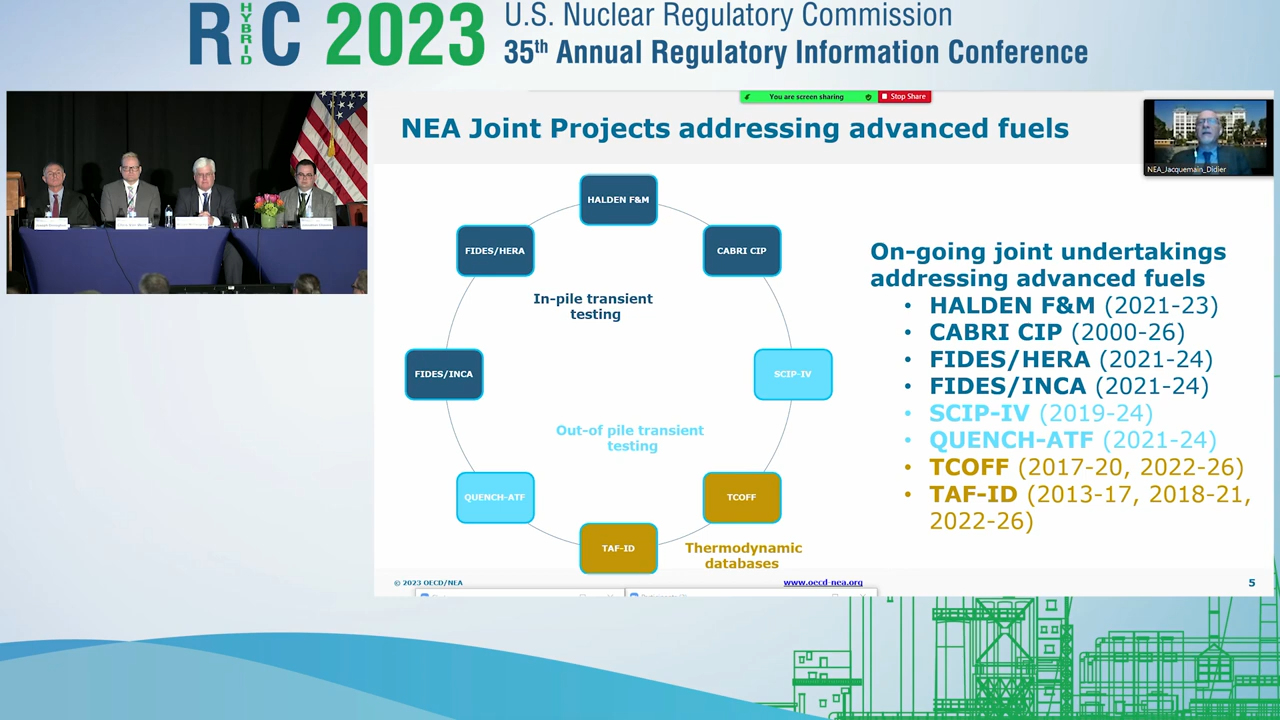 RIC 2023
HYBRID
U.S. Nuclear Regulatory Commission
35th Annual Regulatory Information Conference
You are screen sharing
Stop Share
NEA Joint Projects addressing advanced fuels
NEA_Jacquemain_Didier
HALDEN F&M
FIDES/HERA
CABRI CIP
In-pile transient
testing
FIDES/INCA
SCIP-IV
Out-of pile transient
testing
QUENCH-ATF
TCOFF
TAF-ID
Thermodynamic
databases
On-going joint undertakings
addressing advanced fuels
• HALDEN F&M (2021-23)
• CABRI CIP (2000-26)
• FIDES/HERA (2021-24)
• FIDES/INCA (2021-24)
• SCIP-IV (2019-24)
• QUENCH-ATF (2021-24)
• TCOFF (2017-20, 2022-26)
• TAF-ID (2013-17, 2018-21,
2022-26)
© 2023 OECD/NEA
www.oecd-nea.org
5